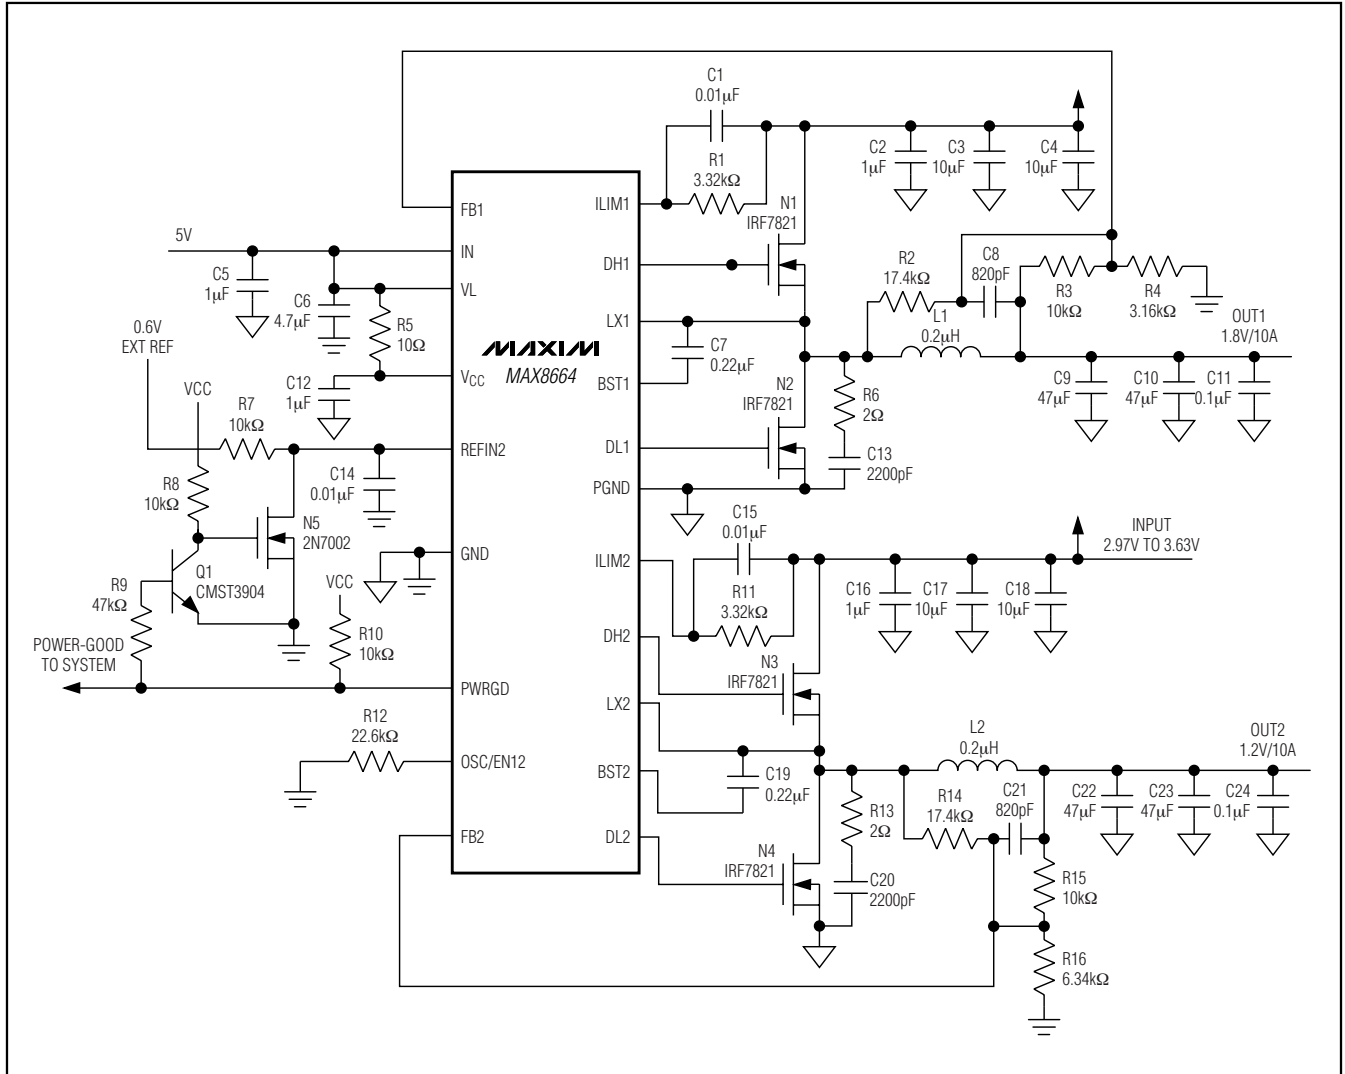 C1
0.01µF
R1
3.32kΩ
C2
1µF
C3
10µF
C4
10µF
FB1
ILIM1
N1
IRF7821
5V
IN
DH1
R2
17.4kΩ
C8
820pF
R3
10kΩ
R4
3.16kΩ
C5
1µF
C6
4.7µF
VL
R5
10Ω
LX1
L1
0.2µH
OUT1
1.8V/10A
0.6V
EXT REF
MAXIM
MAX8664
C7
0.22µF
VCC
C12
1µF
VCC
BST1
N2
IRF7821
R6
2Ω
C9
47µF
C10
47µF
C11
0.1µF
R7
10kΩ
REFIN2
DL1
C13
2200pF
R8
10kΩ
C14
0.01µF
PGND
N5
2N7002
C15
0.01µF
INPUT
2.97V TO 3.63V
GND
ILIM2
Q1
CMST3904
R9
47kΩ
VCC
R11
3.32kΩ
C16
1µF
C17
10µF
C18
10µF
R10
10kΩ
DH2
POWER-GOOD
TO SYSTEM
N3
IRF7821
PWRGD
LX2
R12
22.6kΩ
L2
0.2µH
OUT2
1.2V/10A
OSC/EN12
BST2
C19
0.22µF
R13
2Ω
R14
17.4kΩ
C21
820pF
C22
47µF
C23
47µF
C24
0.1µF
FB2
DL2
N4
IRF7821
C20
2200pF
R15
10kΩ
R16
6.34kΩ